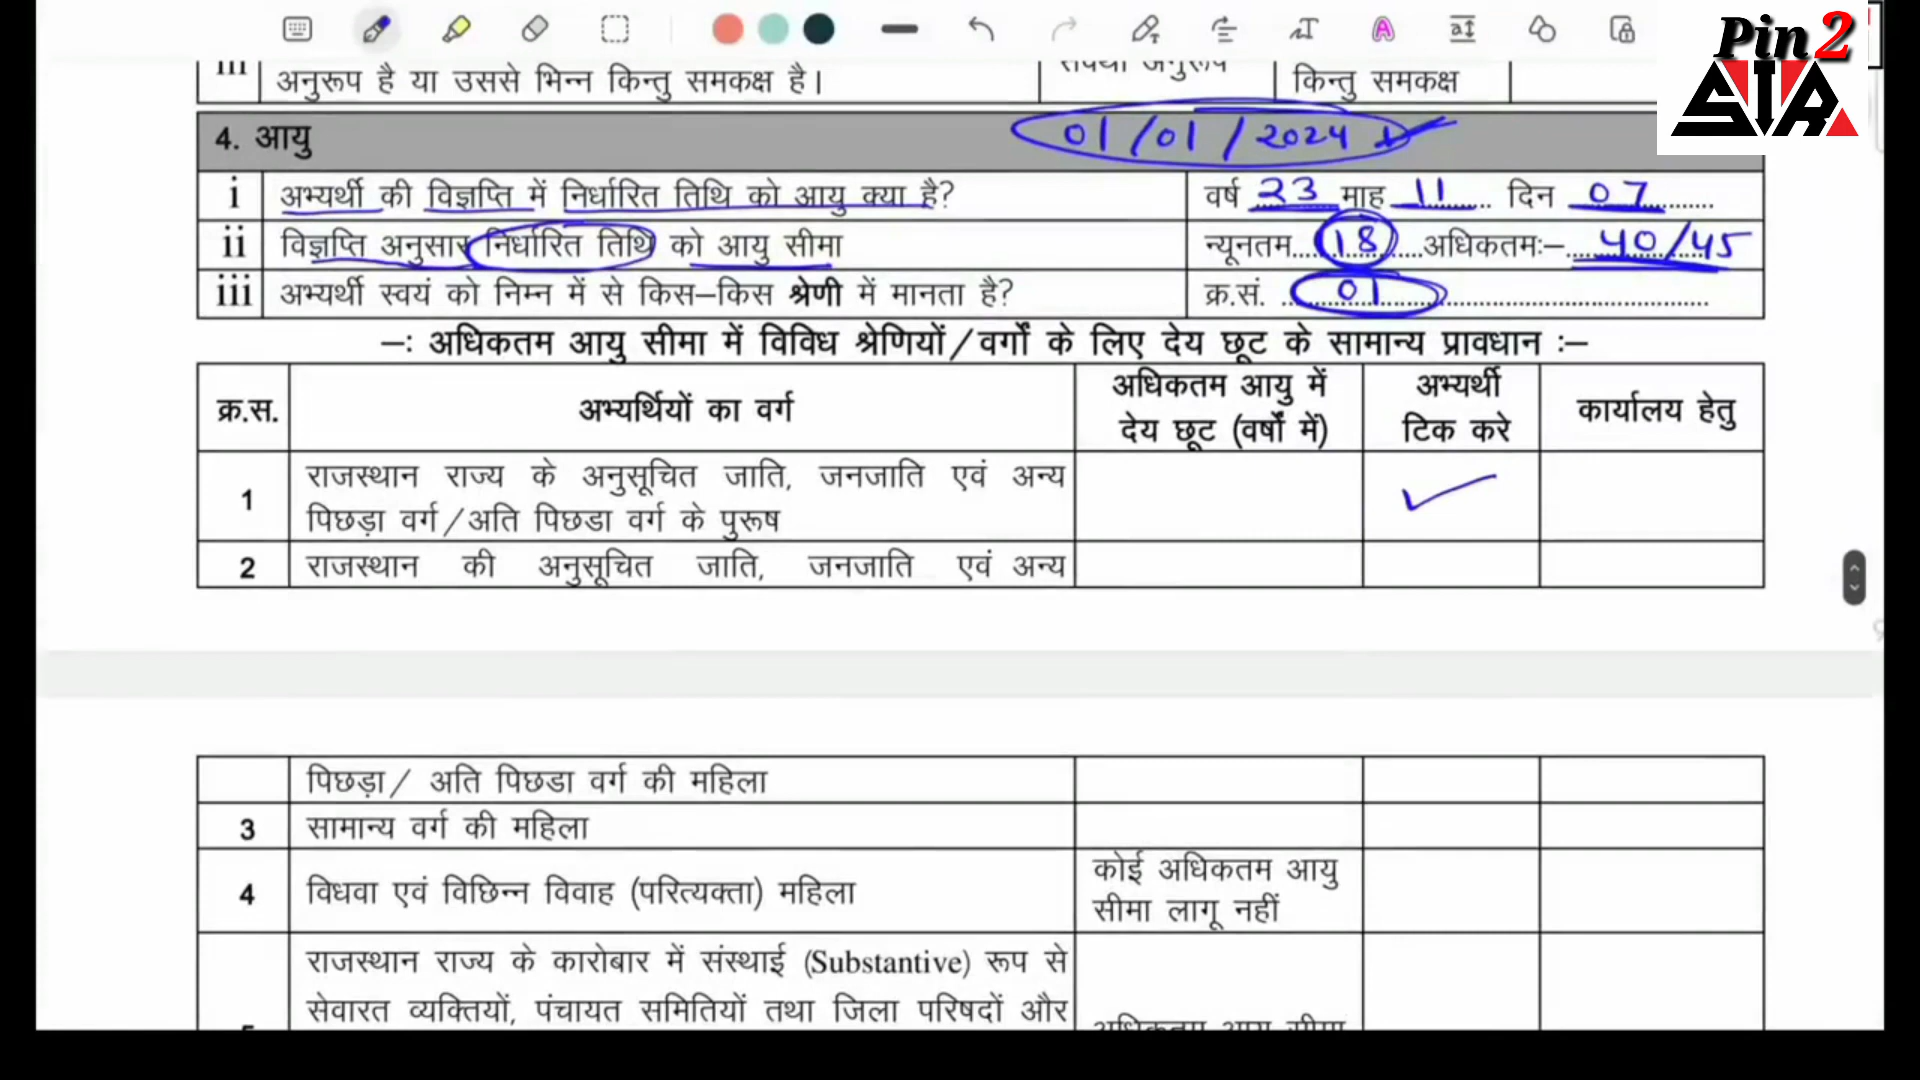 Pin2
SIA
iii
अनुरूप है या उससे भिन्न किन्तु समकक्ष है।
किन्तु समकक्ष
4. आयु
01/01/2024
i
अभ्यर्थी की विज्ञप्ति में निर्धारित तिथि को आयु क्या है?
वर्ष 23 माह 11 दिन 07
ii
विज्ञप्ति अनुसार निर्धारित तिथि को आयु सीमा
न्यूनतम....18....अधिकतमः–40/45
iii
अभ्यर्थी स्वयं को निम्न में से किस–किस श्रेणी में मानता है?
क्र.सं. 01
–: अधिकतम आयु सीमा में विविध श्रेणियों/वर्गों के लिए देय छूट के सामान्य प्रावधान :–
क्र.स.
अभ्यर्थियों का वर्ग
अधिकतम आयु में
देय छूट (वर्षों में)
अभ्यर्थी
टिक करे
कार्यालय हेतु
1
राजस्थान राज्य के अनुसूचित जाति, जनजाति एवं अन्य
पिछड़ा वर्ग/अति पिछडा वर्ग के पुरूष
2
राजस्थान की अनुसूचित जाति, जनजाति एवं अन्य
पिछड़ा/ अति पिछडा वर्ग की महिला
3
सामान्य वर्ग की महिला
4
विधवा एवं विछिन्न विवाह (परित्यक्ता) महिला
कोई अधिकतम आयु
सीमा लागू नहीं
राजस्थान राज्य के कारोबार में संस्थाई (Substantive) रूप से
सेवारत व्यक्तियों, पंचायत समितियों तथा जिला परिषदों और